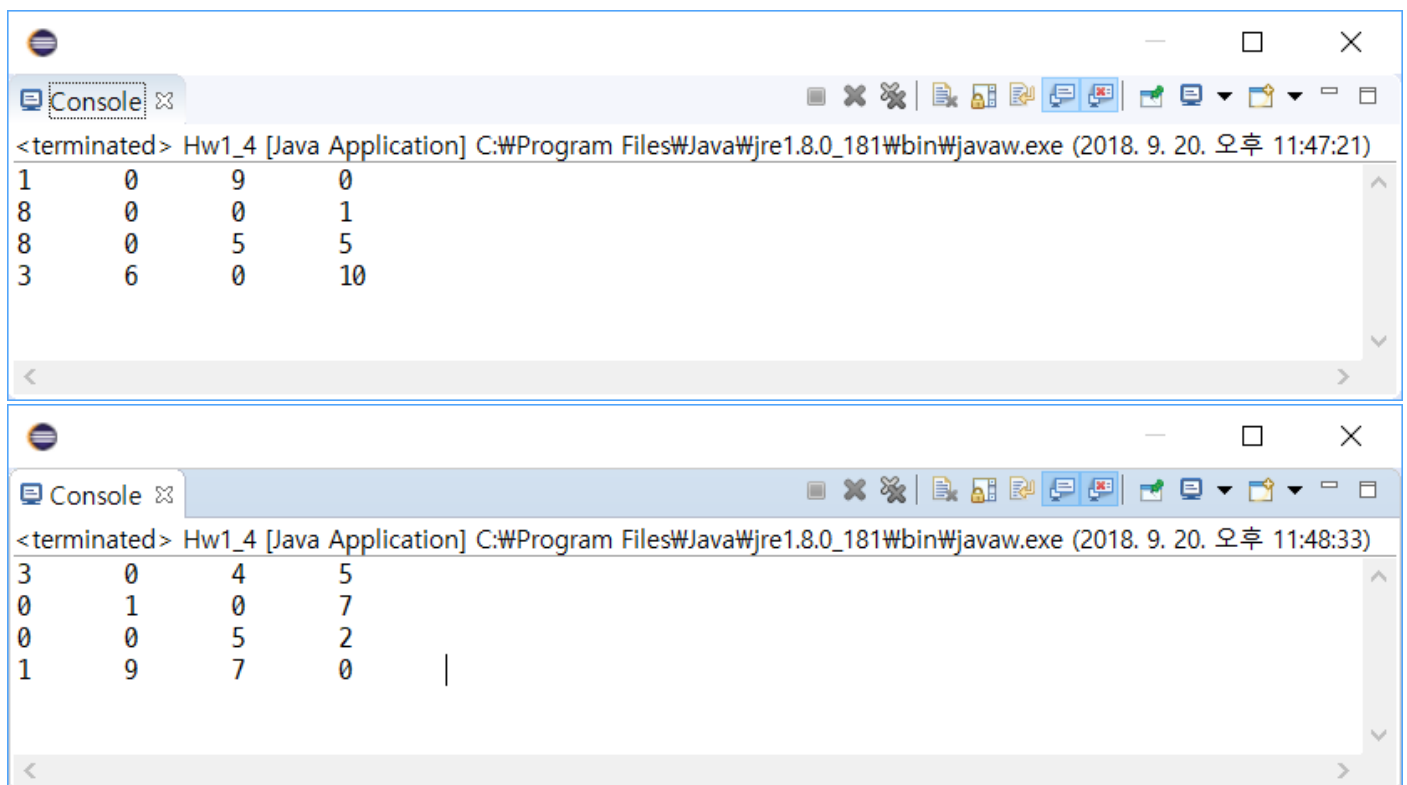 Console
<terminated> Hw1_4 [Java Application] C:₩Program Files₩Java₩jre1.8.0_181₩bin₩javaw.exe (2018. 9. 20. 오후 11:47:21)
1 0 9 0
8 0 0 1
8 0 5 5
3 6 0 10
Console
<terminated> Hw1_4 [Java Application] C:₩Program Files₩Java₩jre1.8.0_181₩bin₩javaw.exe (2018. 9. 20. 오후 11:48:33)
3 0 4 5
0 1 0 7
0 0 5 2
1 9 7 0